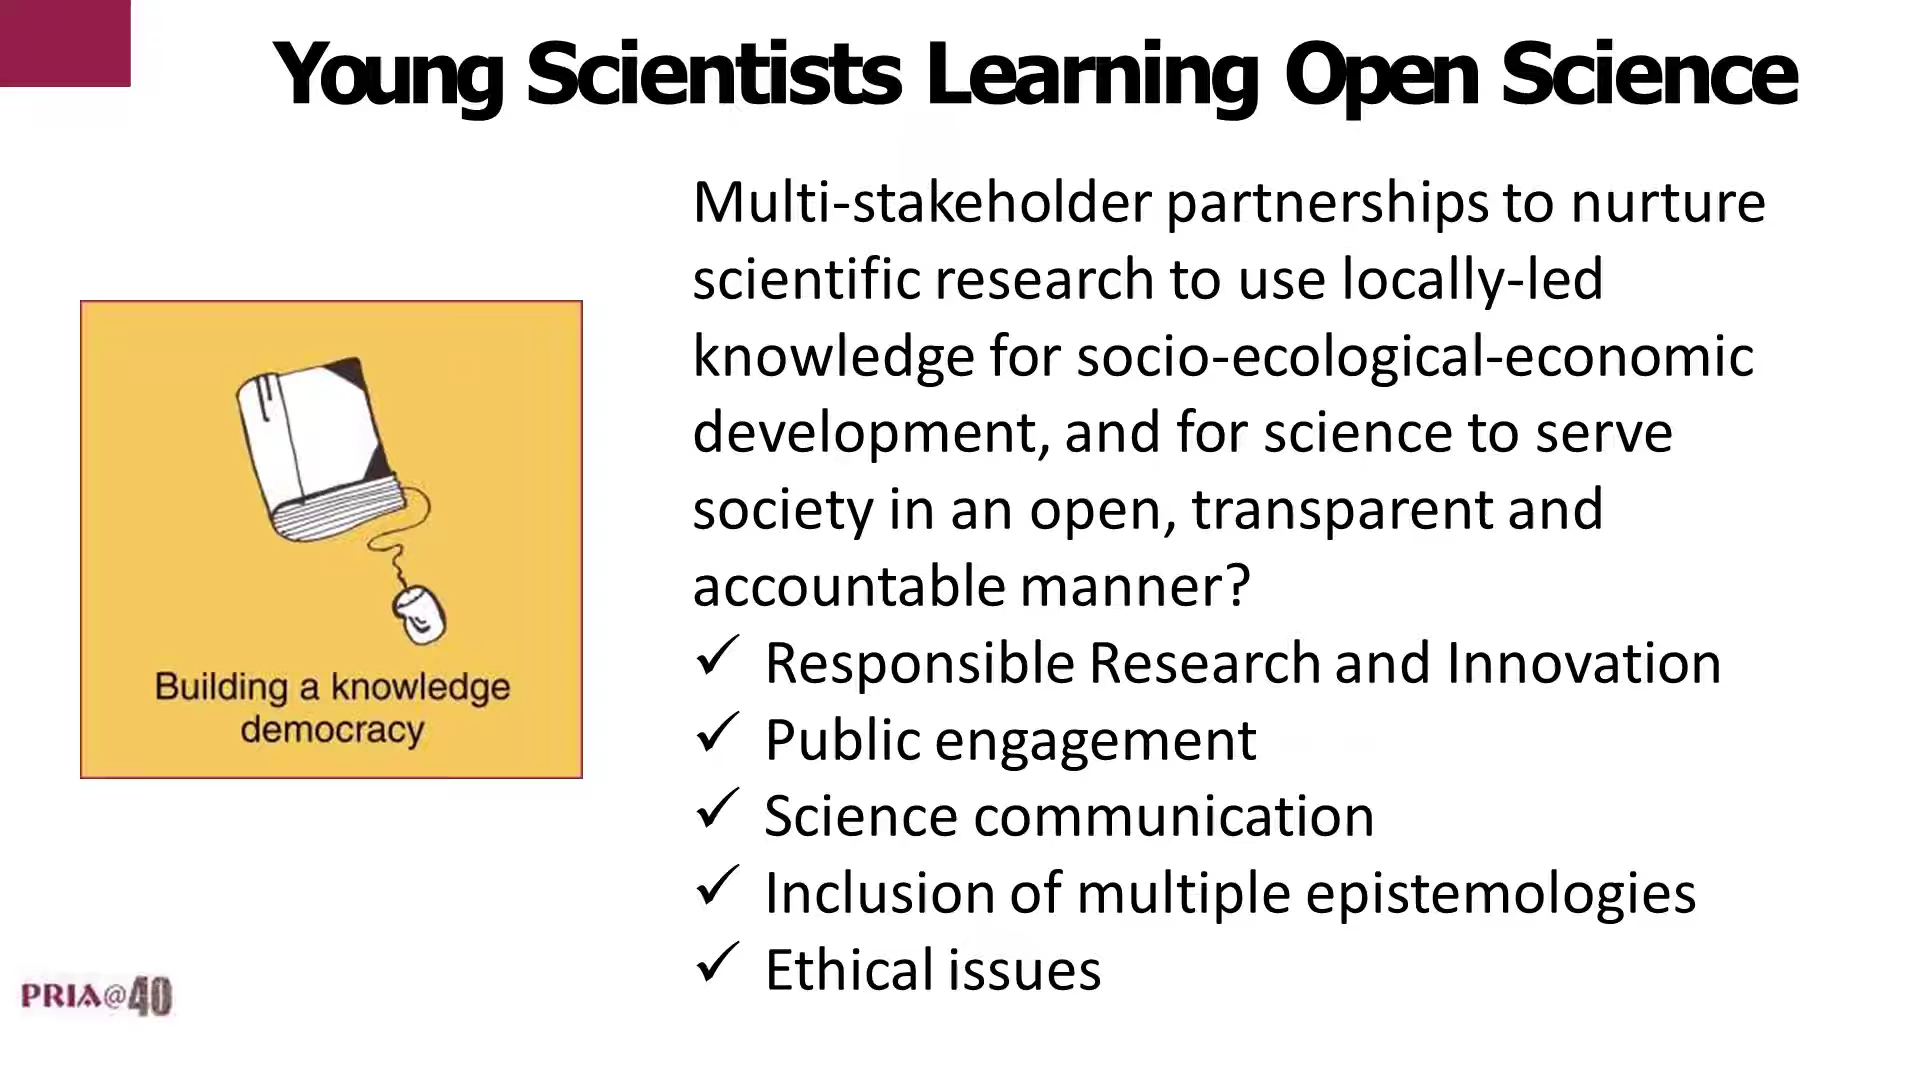 Young Scientists Learning Open Science
Multi-stakeholder partnerships to nurture
scientific research to use locally-led
knowledge for socio-ecological-economic
development, and for science to serve
society in an open, transparent and
accountable manner?
✓ Responsible Research and Innovation
✓ Public engagement
✓ Science communication
✓ Inclusion of multiple epistemologies
✓ Ethical issues
Building a knowledge
democracy
PRIA@40